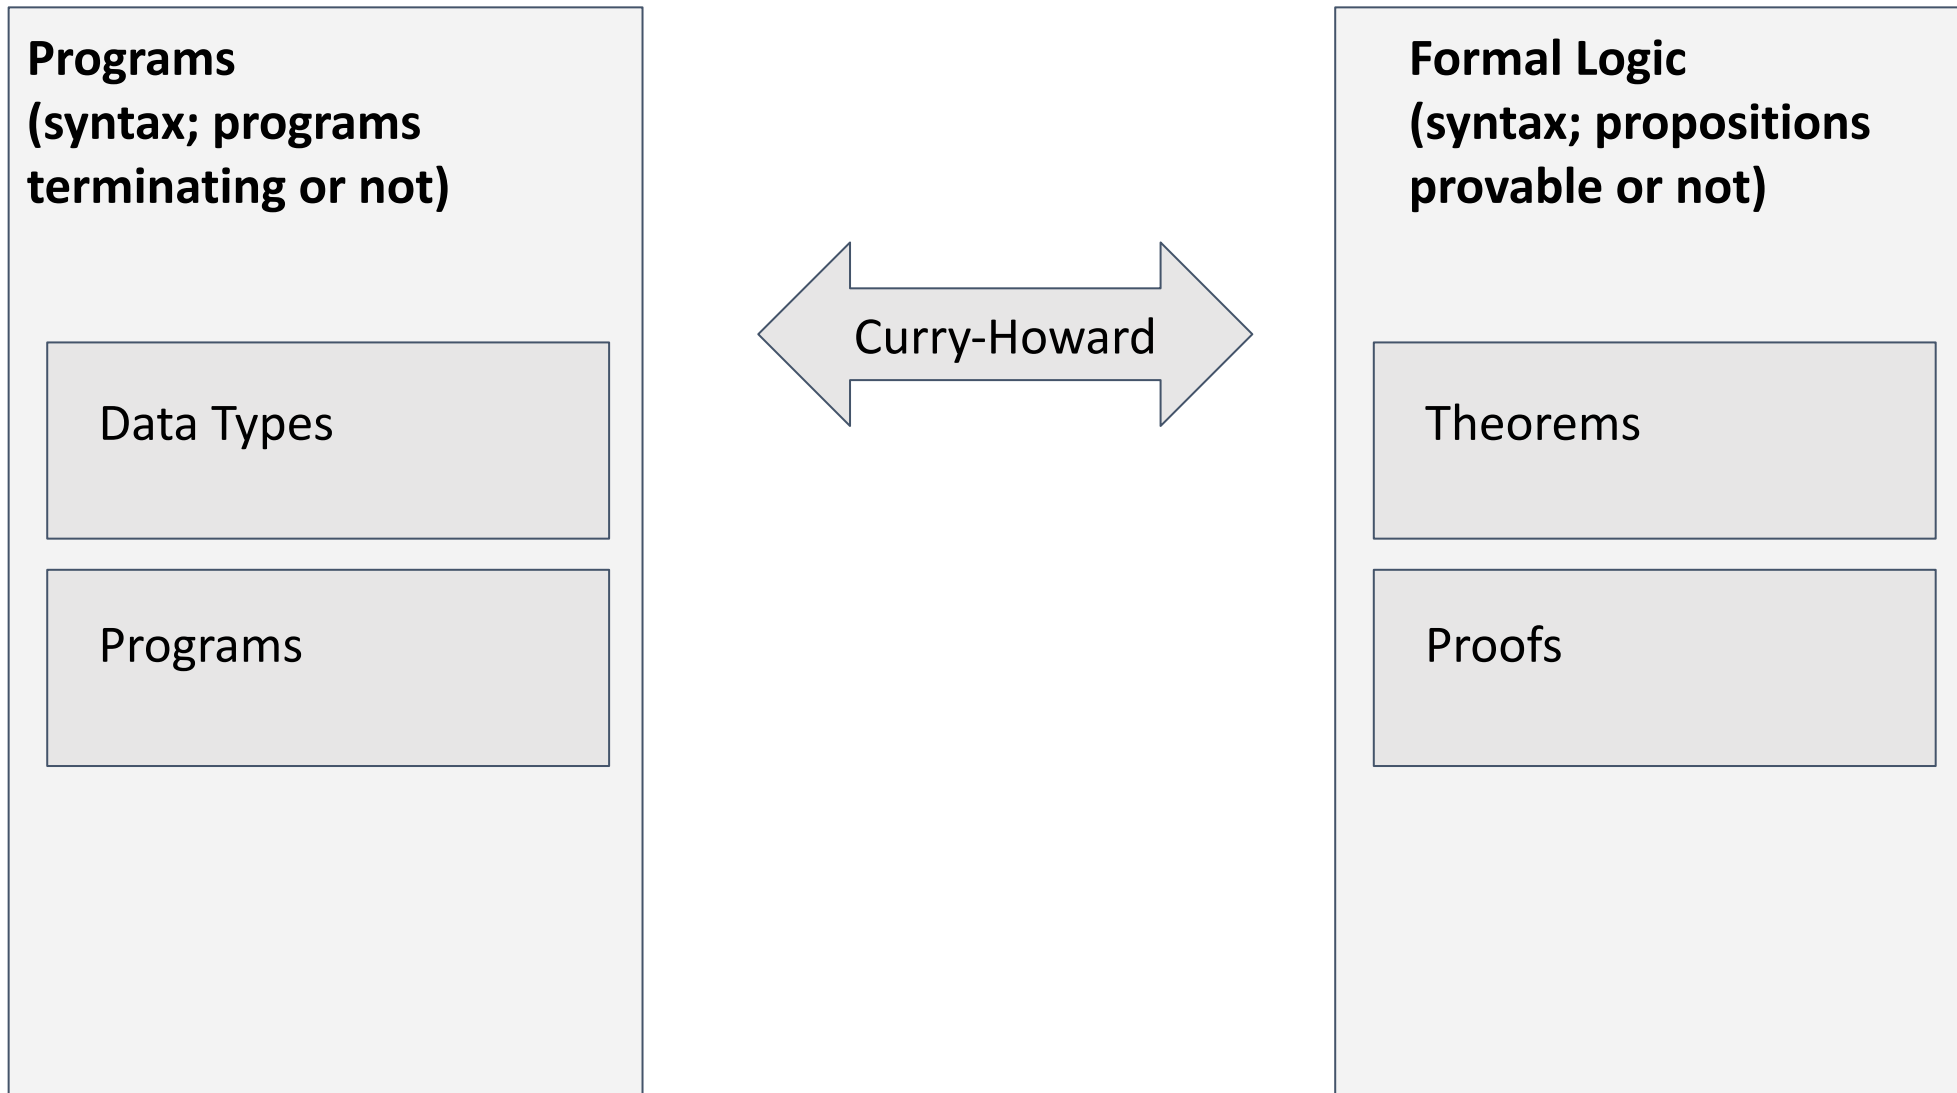 Programs
(syntax; programs
terminating or not)
Data Types
Programs
Curry-Howard
Formal Logic
(syntax; propositions
provable or not)
Theorems
Proofs